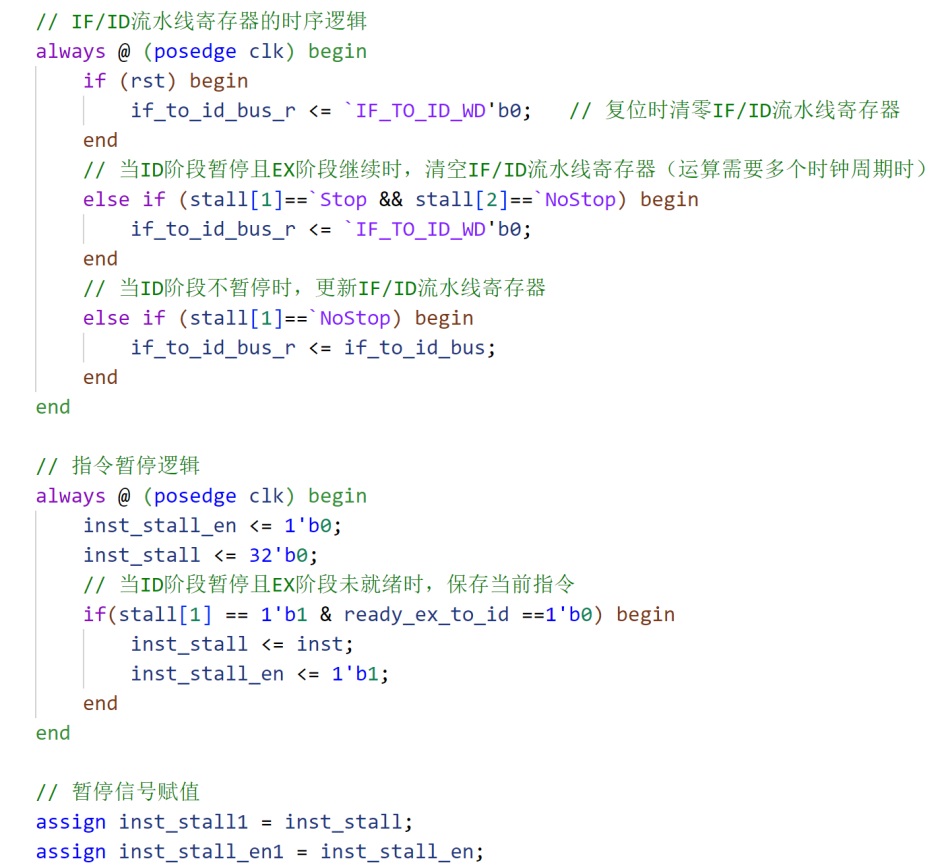 // IF/ID流水线寄存器的时序逻辑
always @ (posedge clk) begin
    if (rst) begin
        if_to_id_bus_r <= `IF_TO_ID_WD'b0;   // 复位时清零IF/ID流水线寄存器
    end
    // 当ID阶段暂停且EX阶段继续时，清空IF/ID流水线寄存器（运算需要多个时钟周期时）
    else if (stall[1]==`Stop && stall[2]==`NoStop) begin
        if_to_id_bus_r <= `IF_TO_ID_WD'b0;
    end
    // 当ID阶段不暂停时，更新IF/ID流水线寄存器
    else if (stall[1]==`NoStop) begin
        if_to_id_bus_r <= if_to_id_bus;
    end
end

// 指令暂停逻辑
always @ (posedge clk) begin
    inst_stall_en <= 1'b0;
    inst_stall <= 32'b0;
    // 当ID阶段暂停且EX阶段未就绪时，保存当前指令
    if(stall[1] == 1'b1 & ready_ex_to_id ==1'b0) begin
        inst_stall <= inst;
        inst_stall_en <= 1'b1;
    end
end

// 暂停信号赋值
assign inst_stall1 = inst_stall;
assign inst_stall_en1 = inst_stall_en;